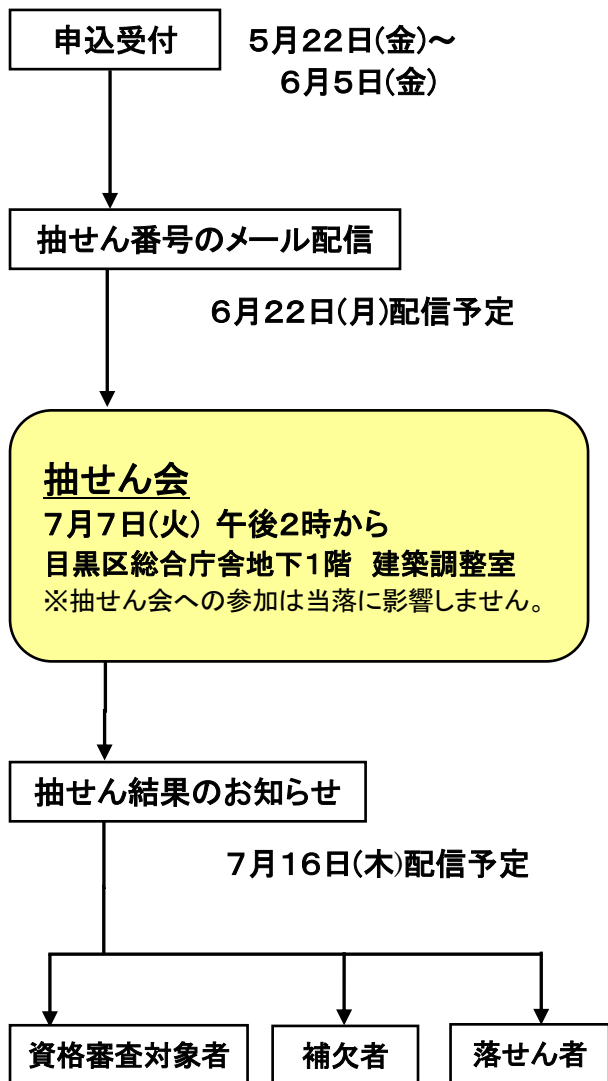 申込受付
5月22日(金)～
6月5日(金)
抽せん番号のメール配信
6月22日(月)配信予定
抽せん会
7月7日(火) 午後2時から
目黒区総合庁舎地下1階 建築調整室
※抽せん会への参加は当落に影響しません。
抽せん結果のお知らせ
7月16日(木)配信予定
資格審査対象者
補欠者
落せん者